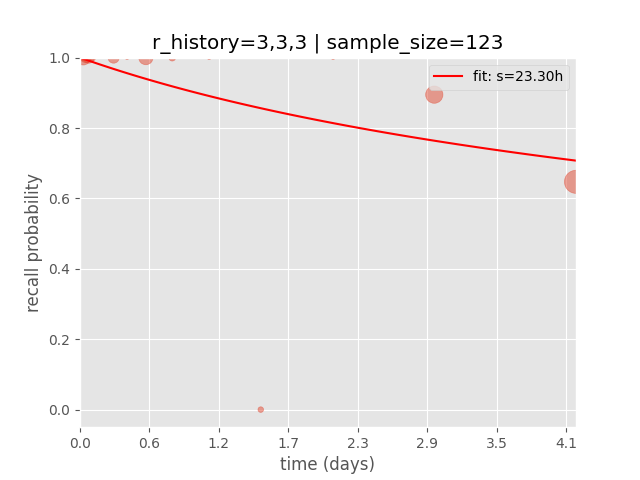 r_history=3,3,3 | sample_size=123
fit: s=23.30h
recall probability
1.0
0.8
0.6
0.4
0.2
0.0
0.0 0.6 1.2 1.7 2.3 2.9 3.5 4.1
time (days)